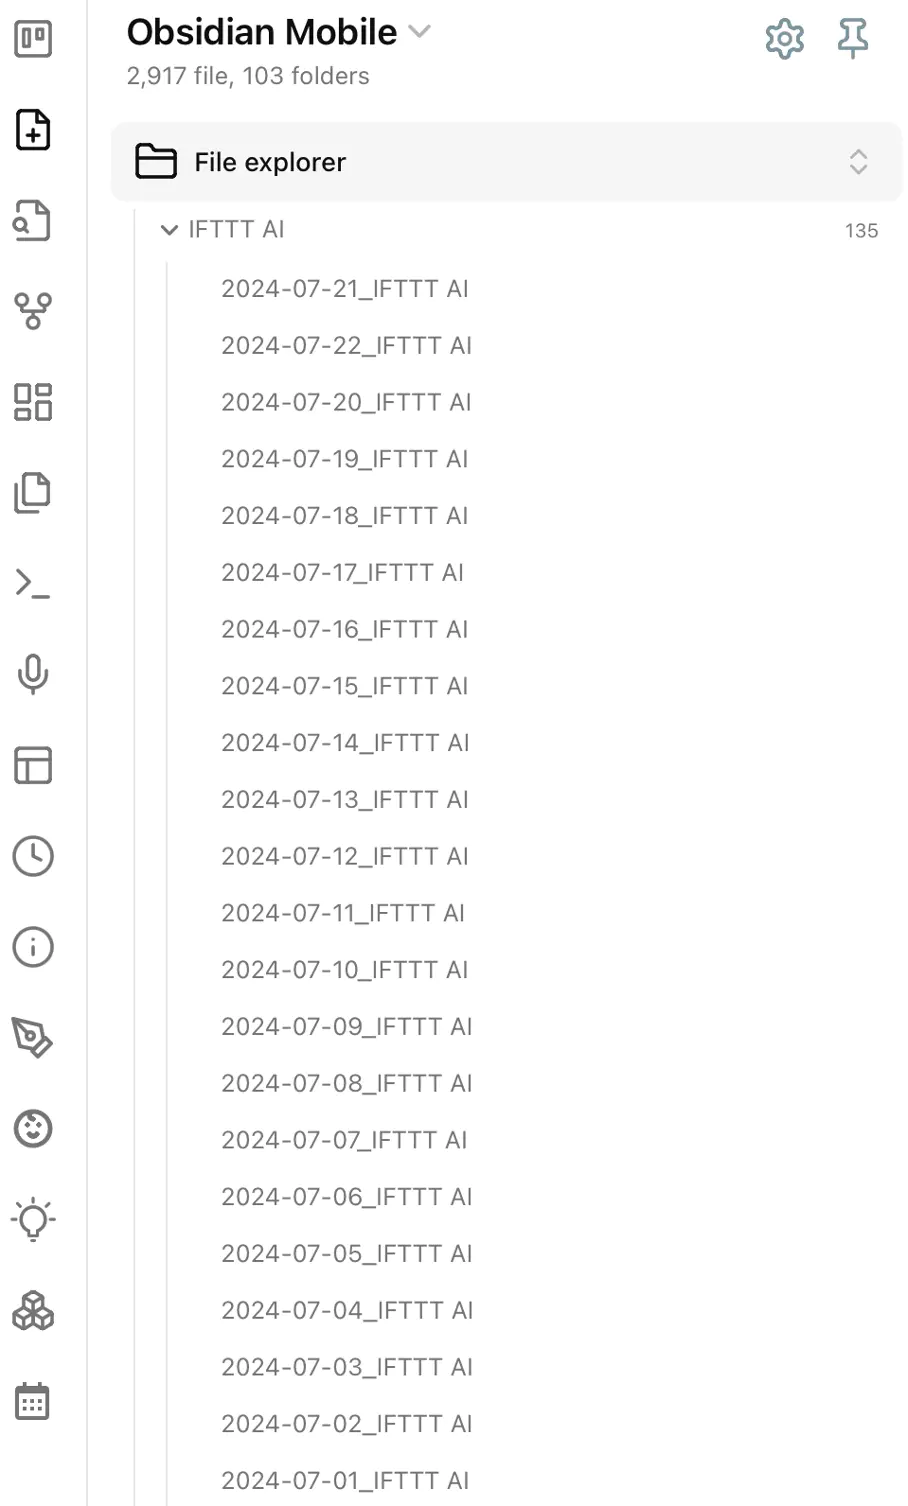 Obsidian Mobile
2,917 file, 103 folders
File explorer
IFTTT AI 135
2024-07-21_IFTTT AI
2024-07-22_IFTTT AI
2024-07-20_IFTTT AI
2024-07-19_IFTTT AI
2024-07-18_IFTTT AI
2024-07-17_IFTTT AI
2024-07-16_IFTTT AI
2024-07-15_IFTTT AI
2024-07-14_IFTTT AI
2024-07-13_IFTTT AI
2024-07-12_IFTTT AI
2024-07-11_IFTTT AI
2024-07-10_IFTTT AI
2024-07-09_IFTTT AI
2024-07-08_IFTTT AI
2024-07-07_IFTTT AI
2024-07-06_IFTTT AI
2024-07-05_IFTTT AI
2024-07-04_IFTTT AI
2024-07-03_IFTTT AI
2024-07-02_IFTTT AI
2024-07-01_IFTTT AI